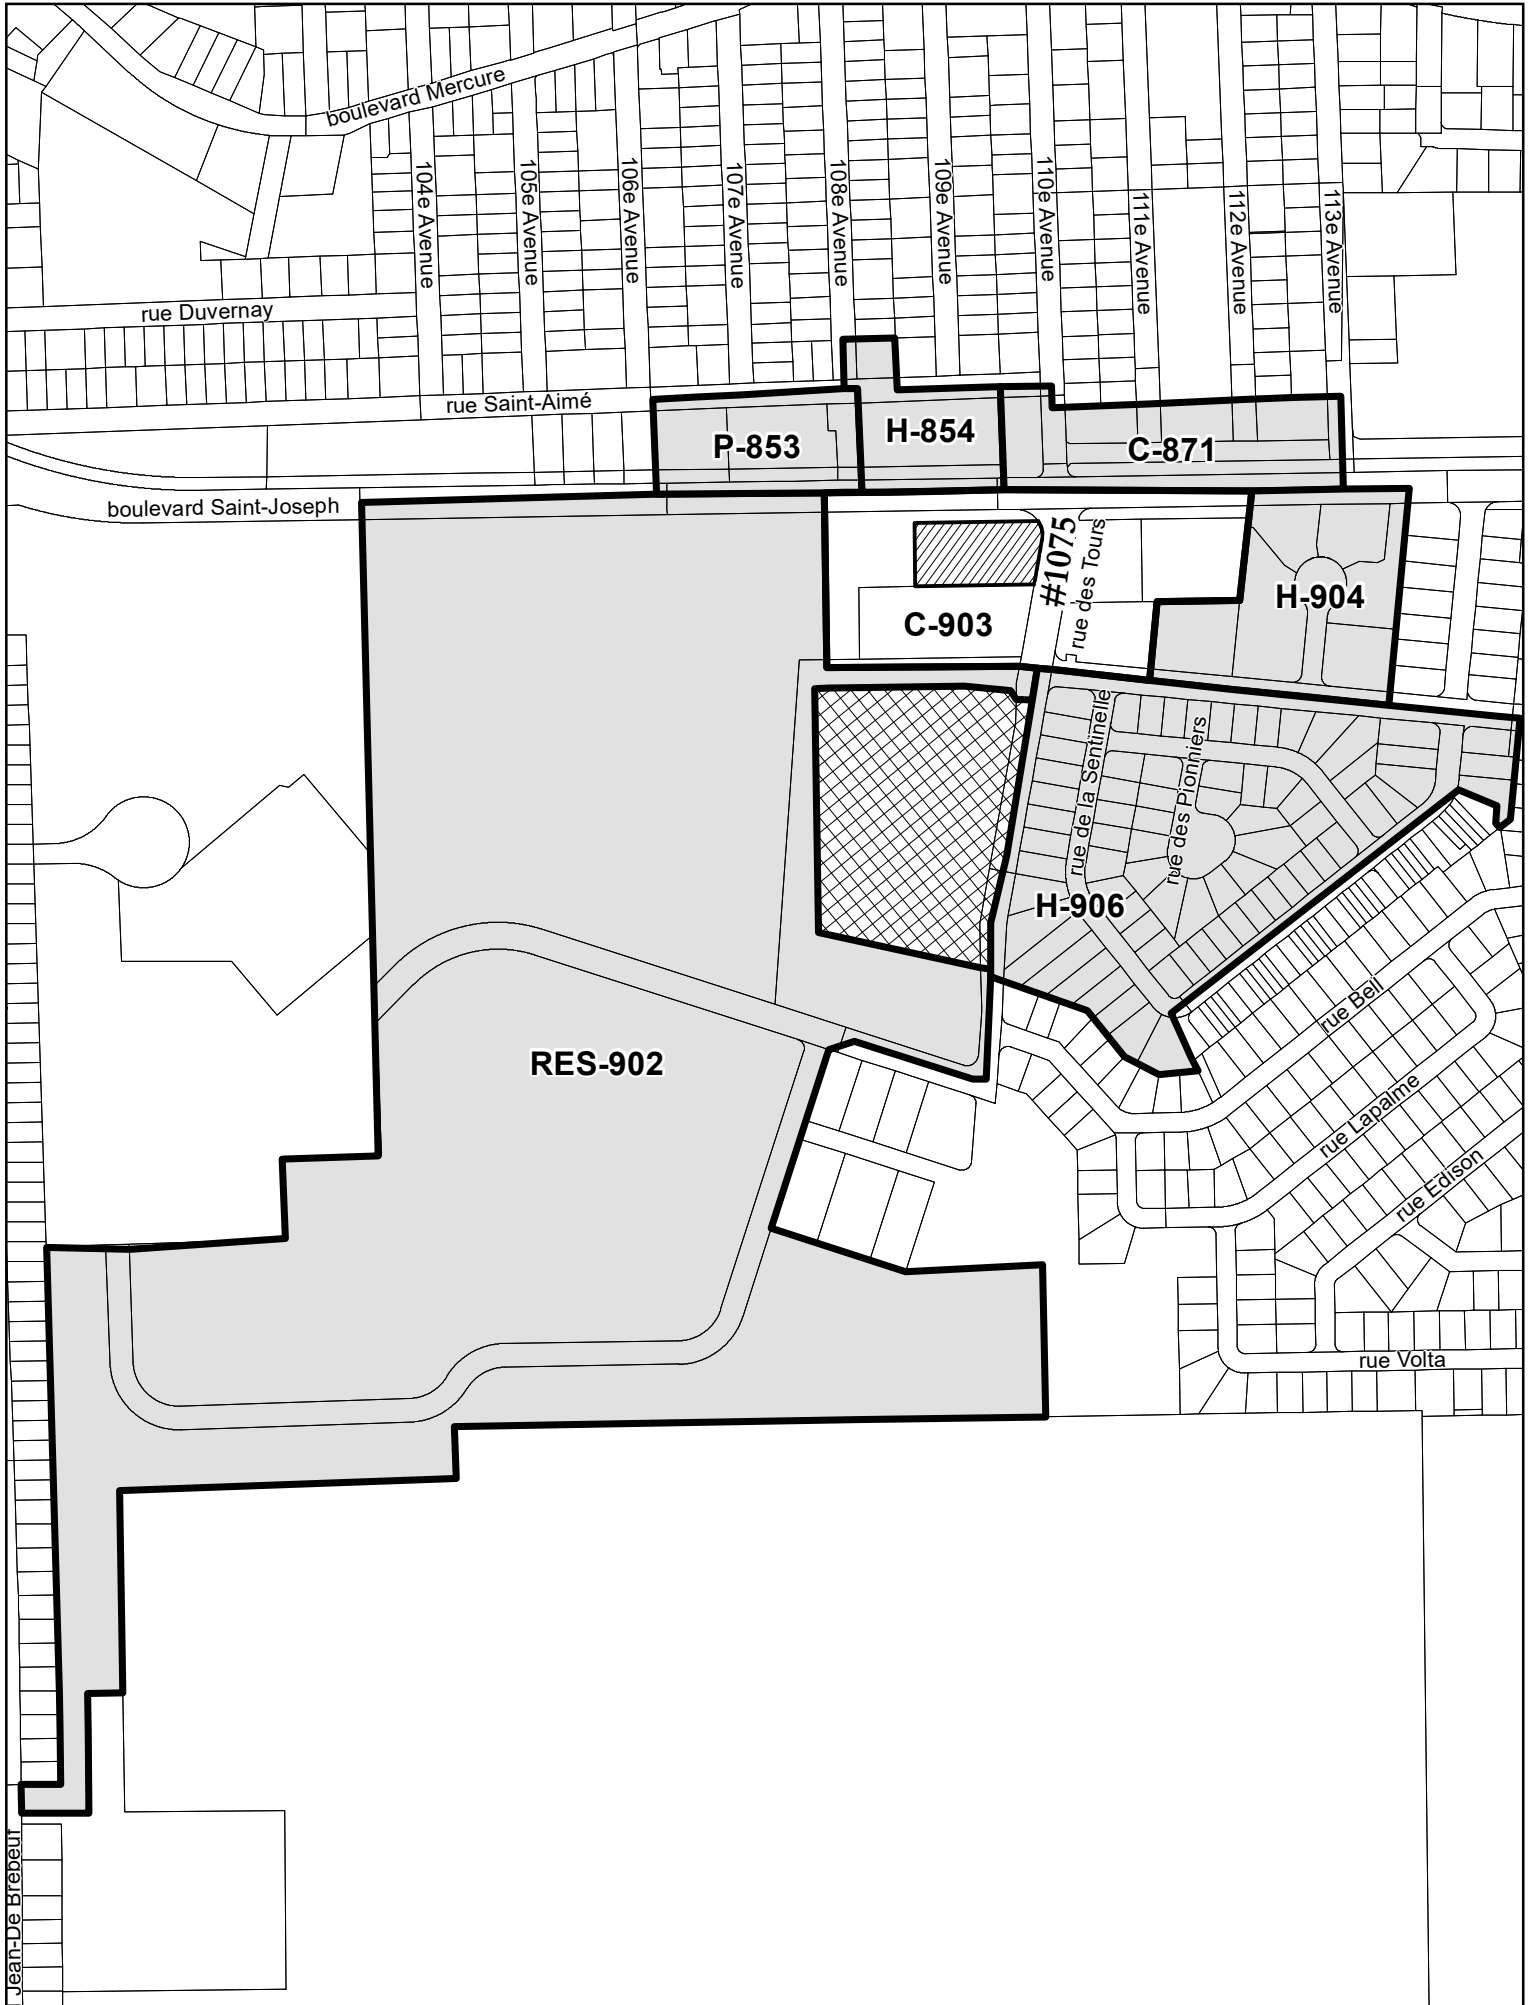 boulevard Mercure
104e Avenue
105e Avenue
106e Avenue
107e Avenue
108e Avenue
109e Avenue
110e Avenue
111e Avenue
112e Avenue
113e Avenue
rue Duvernay
rue Saint-Aimé
P-853
H-854
C-871
boulevard Saint-Joseph
#1075
rue des Tours
H-904
C-903
rue de la Sentinelle
rue des Pionniers
H-906
rue Bell
RES-902
rue Lapalme
rue Edison
rue Volta
Jean-De Brebeuf